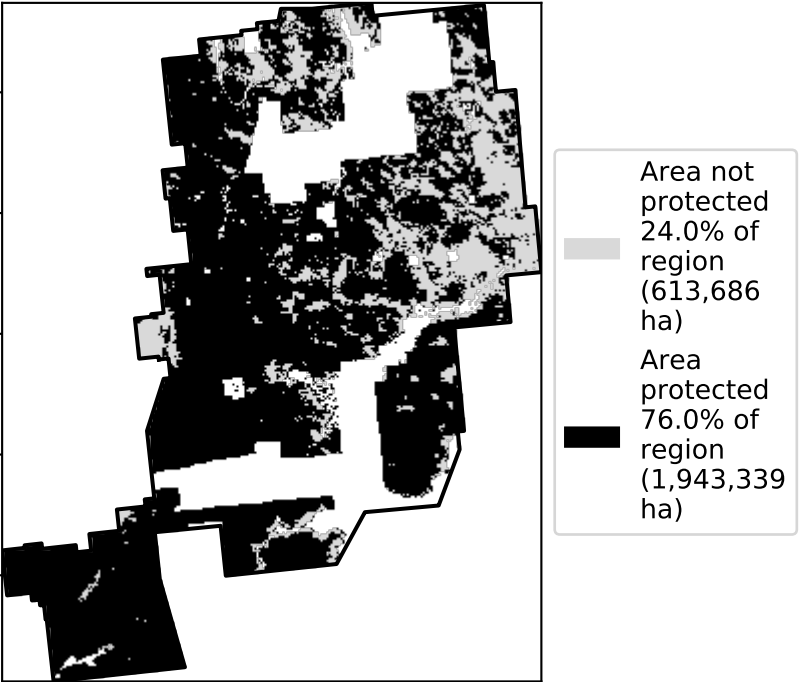 Area not
protected
24.0% of
region
(613,686
ha)
Area
protected
76.0% of
region
(1,943,339
ha)